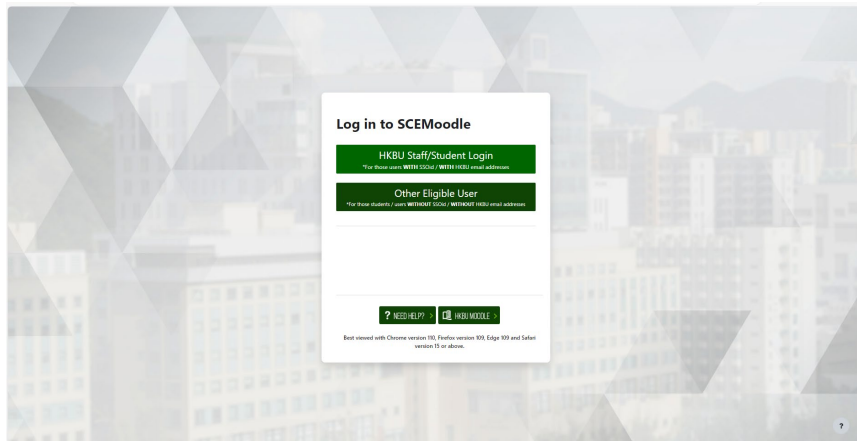 Log in to SCEMoodle
HKBU Staff/Student Login
*For those users WITH SSOid / WITH HKBU email addresses
Other Eligible User
*For those students / users WITHOUT SSOid / WITHOUT HKBU email addresses
? NEED HELP? >
HKBU MOODLE >
Best viewed with Chrome version 110, Firefox version 109, Edge 109 and Safari
version 15 or above.
?